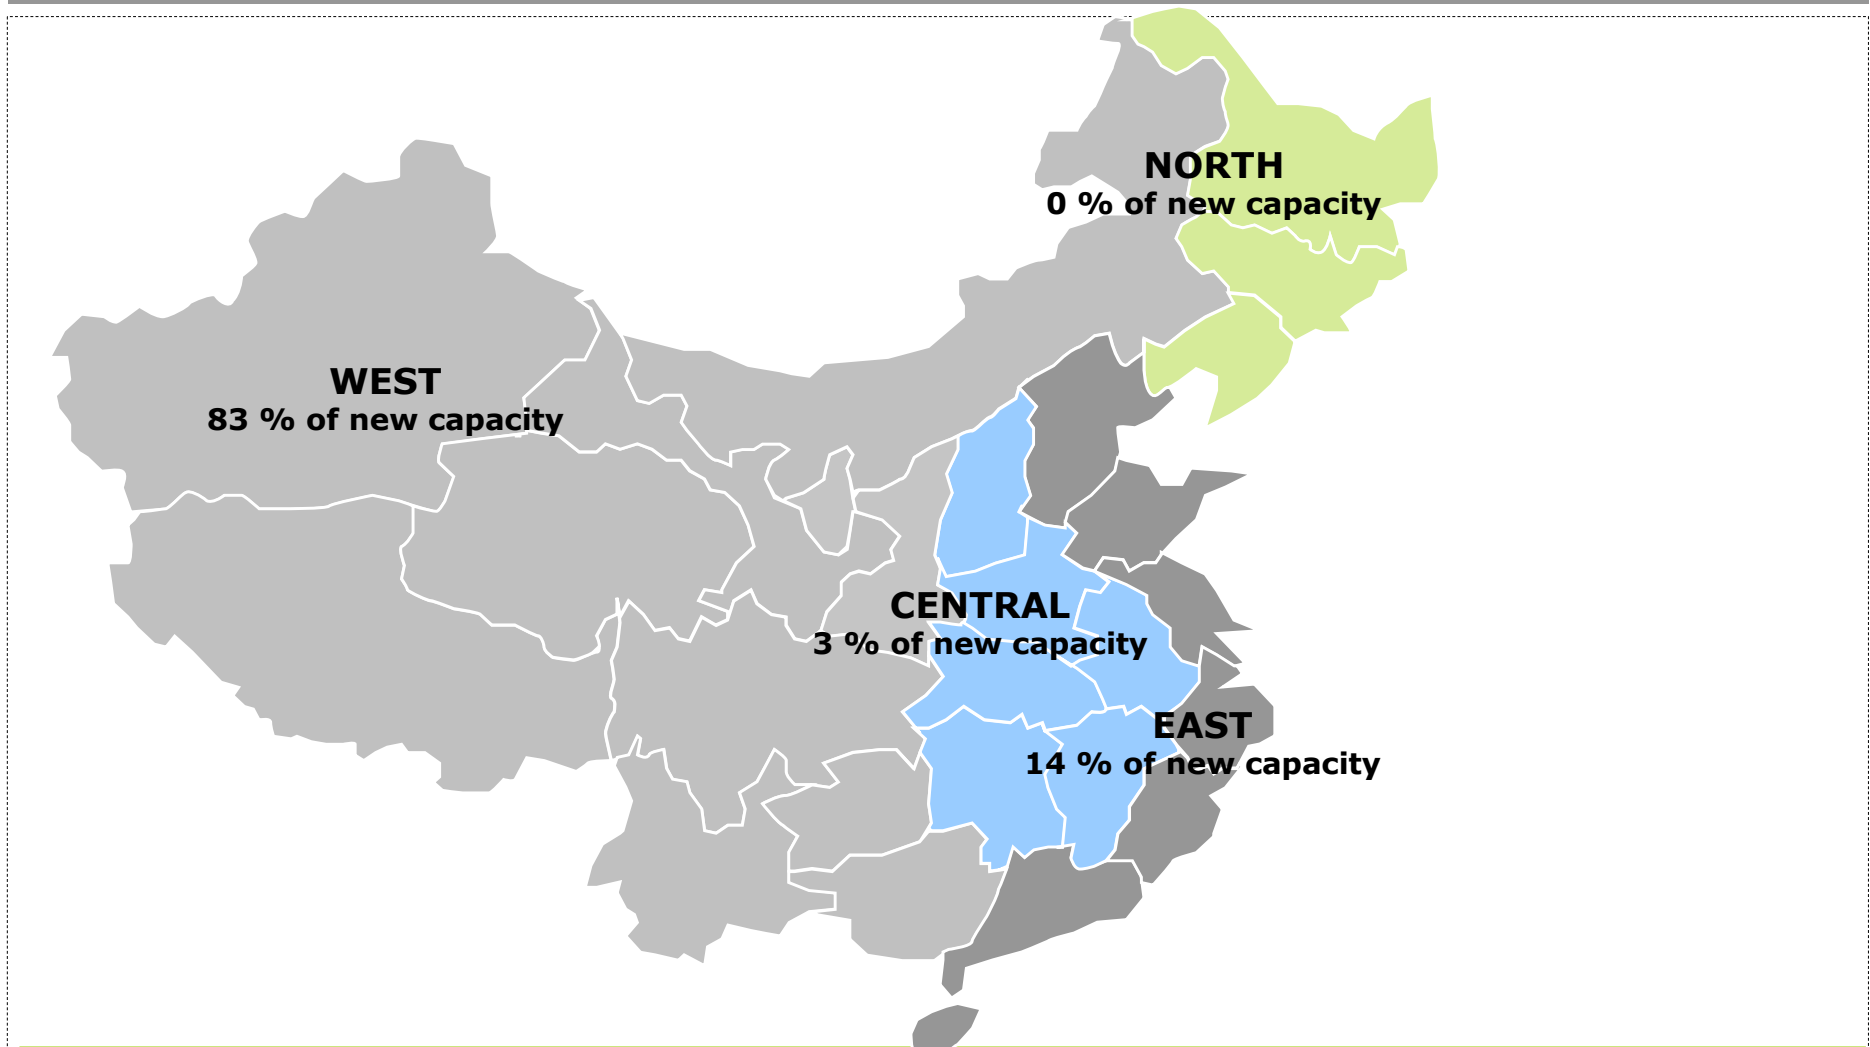 NORTH
0 % of new capacity
WEST
83 % of new capacity
CENTRAL
3 % of new capacity
EAST
14 % of new capacity